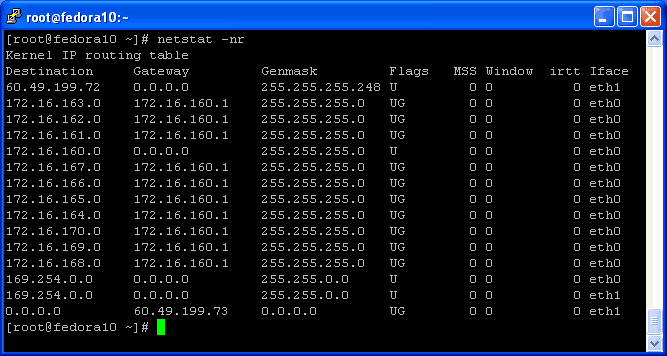 root@fedora10:~
[root@fedora10 ~]# netstat -nr
Kernel IP routing table
Destination     Gateway         Genmask         Flags   MSS Window  irtt Iface
60.49.199.72    0.0.0.0         255.255.255.248 U         0 0          0 eth1
172.16.163.0    172.16.160.1    255.255.255.0   UG        0 0          0 eth0
172.16.162.0    172.16.160.1    255.255.255.0   UG        0 0          0 eth0
172.16.161.0    172.16.160.1    255.255.255.0   UG        0 0          0 eth0
172.16.160.0    0.0.0.0         255.255.255.0   U         0 0          0 eth0
172.16.167.0    172.16.160.1    255.255.255.0   UG        0 0          0 eth0
172.16.166.0    172.16.160.1    255.255.255.0   UG        0 0          0 eth0
172.16.165.0    172.16.160.1    255.255.255.0   UG        0 0          0 eth0
172.16.164.0    172.16.160.1    255.255.255.0   UG        0 0          0 eth0
172.16.170.0    172.16.160.1    255.255.255.0   UG        0 0          0 eth0
172.16.169.0    172.16.160.1    255.255.255.0   UG        0 0          0 eth0
172.16.168.0    172.16.160.1    255.255.255.0   UG        0 0          0 eth0
169.254.0.0     0.0.0.0         255.255.0.0     U         0 0          0 eth0
169.254.0.0     0.0.0.0         255.255.0.0     U         0 0          0 eth1
0.0.0.0         60.49.199.73    0.0.0.0         UG        0 0          0 eth1
[root@fedora10 ~]#